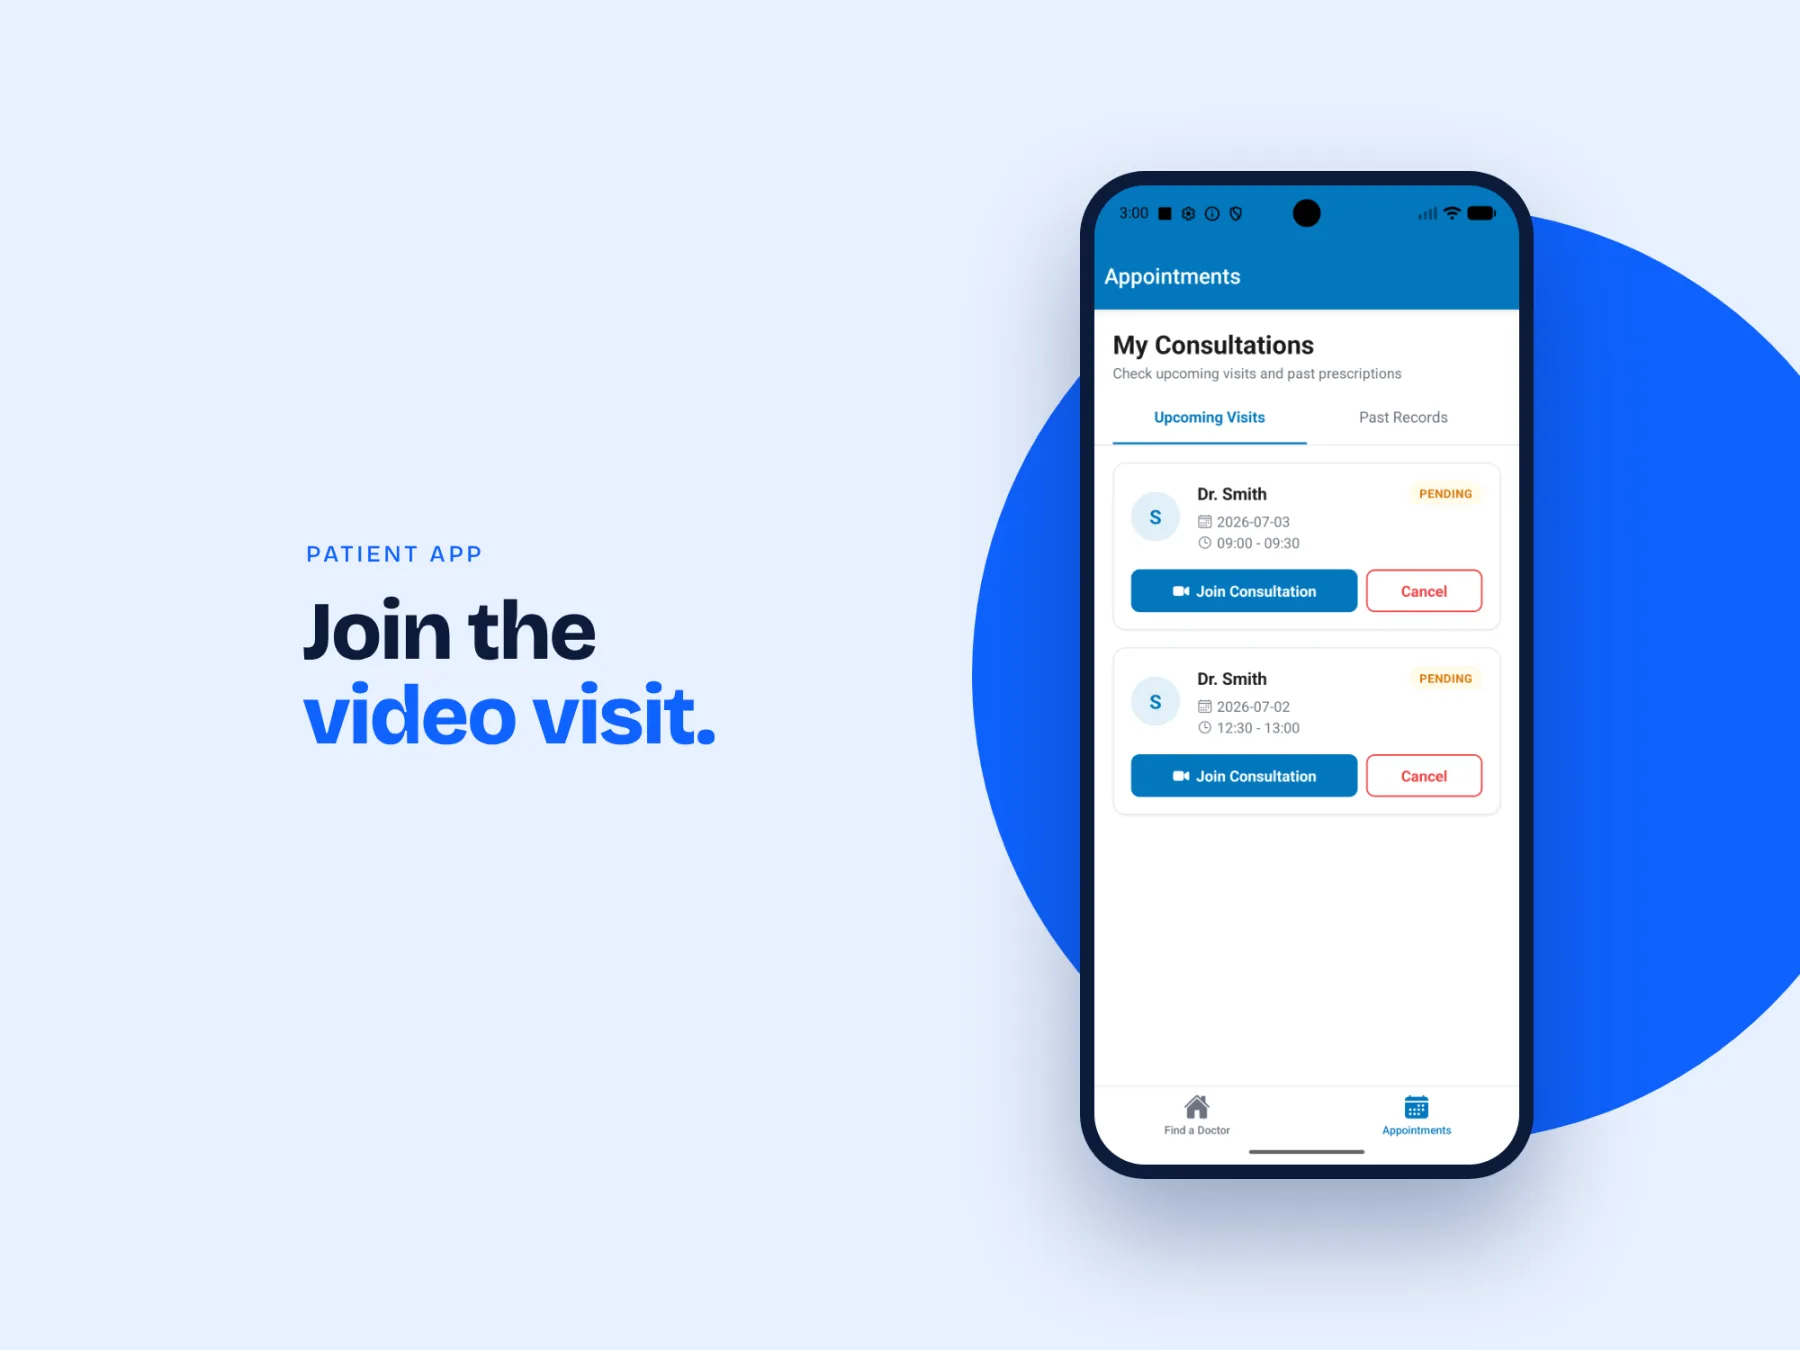 PATIENT APP
Join the
video visit.
3:00
Appointments
My Consultations
Check upcoming visits and past prescriptions
Upcoming Visits
Past Records
S
Dr. Smith
PENDING
2026-07-03
09:00 - 09:30
Join Consultation
Cancel
S
Dr. Smith
PENDING
2026-07-02
12:30 - 13:00
Join Consultation
Cancel
Find a Doctor
Appointments